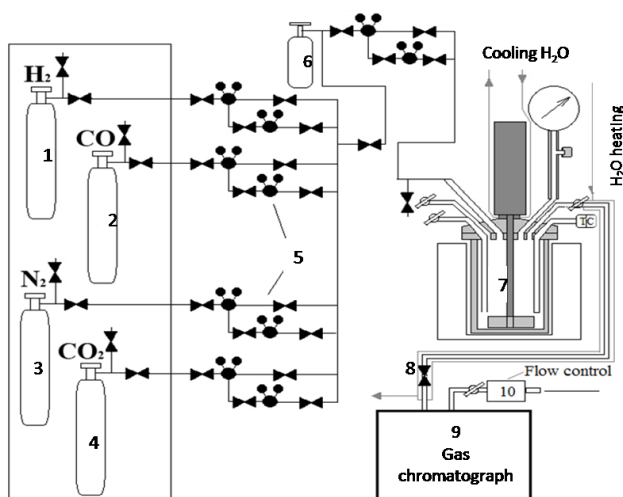 H₂
1
CO
2
N₂
3
CO₂
4
5
6
Cooling H₂O
H₂O heating
TC
7
8
Flow control
10
9
Gas
chromatograph